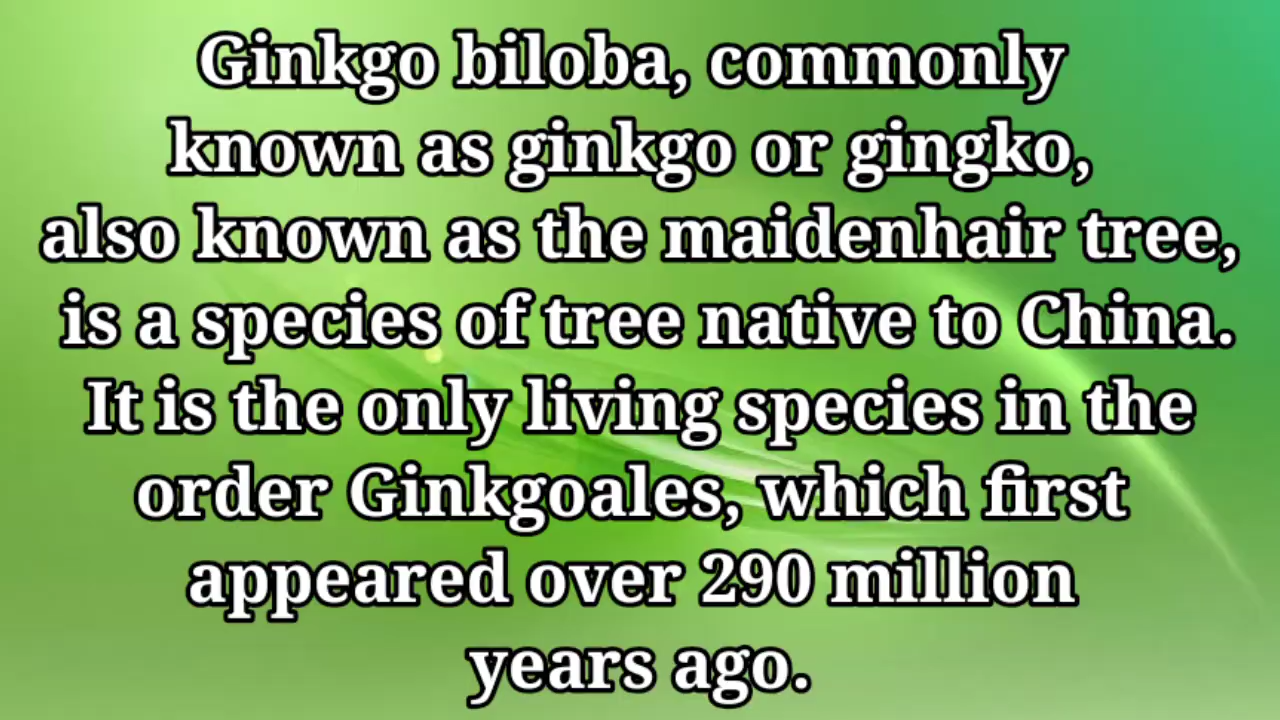 Ginkgo biloba, commonly
known as ginkgo or gingko,
also known as the maidenhair tree,
is a species of tree native to China.
It is the only living species in the
order Ginkgoales, which first
appeared over 290 million
years ago.